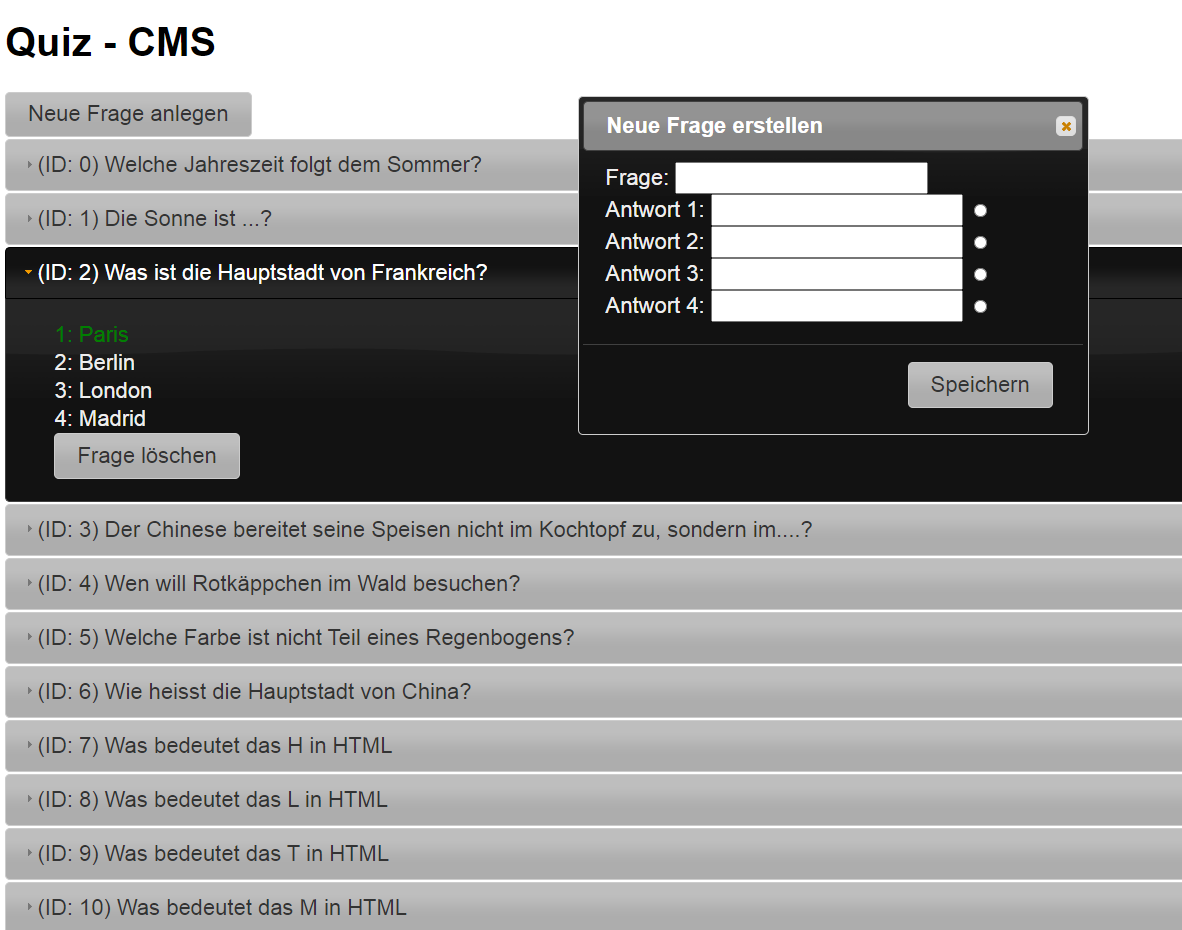 Quiz - CMS
Neue Frage anlegen
(ID: 0) Welche Jahreszeit folgt dem Sommer?
(ID: 1) Die Sonne ist ...?
(ID: 2) Was ist die Hauptstadt von Frankreich?
1: Paris
2: Berlin
3: London
4: Madrid
Frage löschen
(ID: 3) Der Chinese bereitet seine Speisen nicht im Kochtopf zu, sondern im....?
(ID: 4) Wen will Rotkäppchen im Wald besuchen?
(ID: 5) Welche Farbe ist nicht Teil eines Regenbogens?
(ID: 6) Wie heisst die Hauptstadt von China?
(ID: 7) Was bedeutet das H in HTML
(ID: 8) Was bedeutet das L in HTML
(ID: 9) Was bedeutet das T in HTML
(ID: 10) Was bedeutet das M in HTML
Neue Frage erstellen
Frage:
Antwort 1:
Antwort 2:
Antwort 3:
Antwort 4:
Speichern